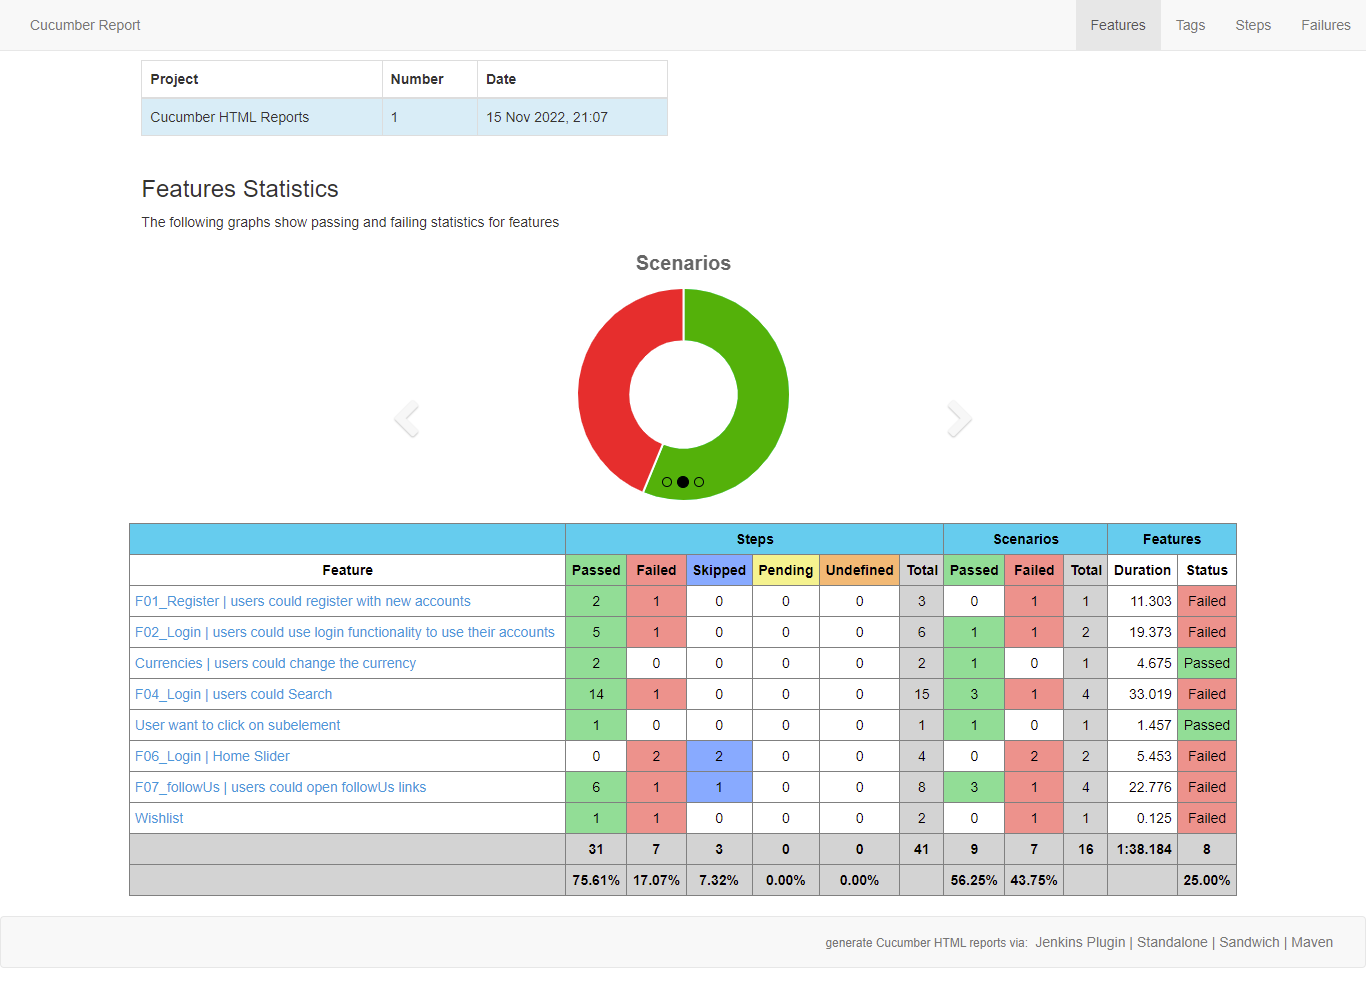 Cucumber Report Features Tags Steps Failures
Project Number Date
Cucumber HTML Reports 1 15 Nov 2022, 21:07
Features Statistics
The following graphs show passing and failing statistics for features
Scenarios
Steps Scenarios Features
Feature Passed Failed Skipped Pending Undefined Total Passed Failed Total Duration Status
F01_Register | users could register with new accounts 2 1 0 0 0 3 0 1 1 11.303 Failed
F02_Login | users could use login functionality to use their accounts 5 1 0 0 0 6 1 1 2 19.373 Failed
Currencies | users could change the currency 2 0 0 0 0 2 1 0 1 4.675 Passed
F04_Login | users could Search 14 1 0 0 0 15 3 1 4 33.019 Failed
User want to click on subelement 1 0 0 0 0 1 1 0 1 1.457 Passed
F06_Login | Home Slider 0 2 2 0 0 4 0 2 2 5.453 Failed
F07_followUs | users could open followUs links 6 1 1 0 0 8 3 1 4 22.776 Failed
Wishlist 1 1 0 0 0 2 0 1 1 0.125 Failed
31 7 3 0 0 41 9 7 16 1:38.184 8
75.61% 17.07% 7.32% 0.00% 0.00% 56.25% 43.75% 25.00%
generate Cucumber HTML reports via: Jenkins Plugin | Standalone | Sandwich | Maven